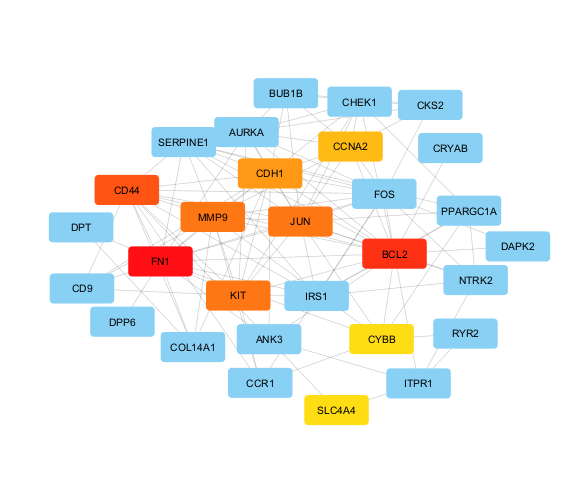 BUB1B
CHEK1
CKS2
SERPINE1
AURKA
CCNA2
CRYAB
CDH1
CD44
FOS
MMP9
JUN
PPARGC1A
DPT
DAPK2
FN1
BCL2
CD9
KIT
IRS1
NTRK2
DPP6
COL14A1
ANK3
CYBB
RYR2
CCR1
ITPR1
SLC4A4